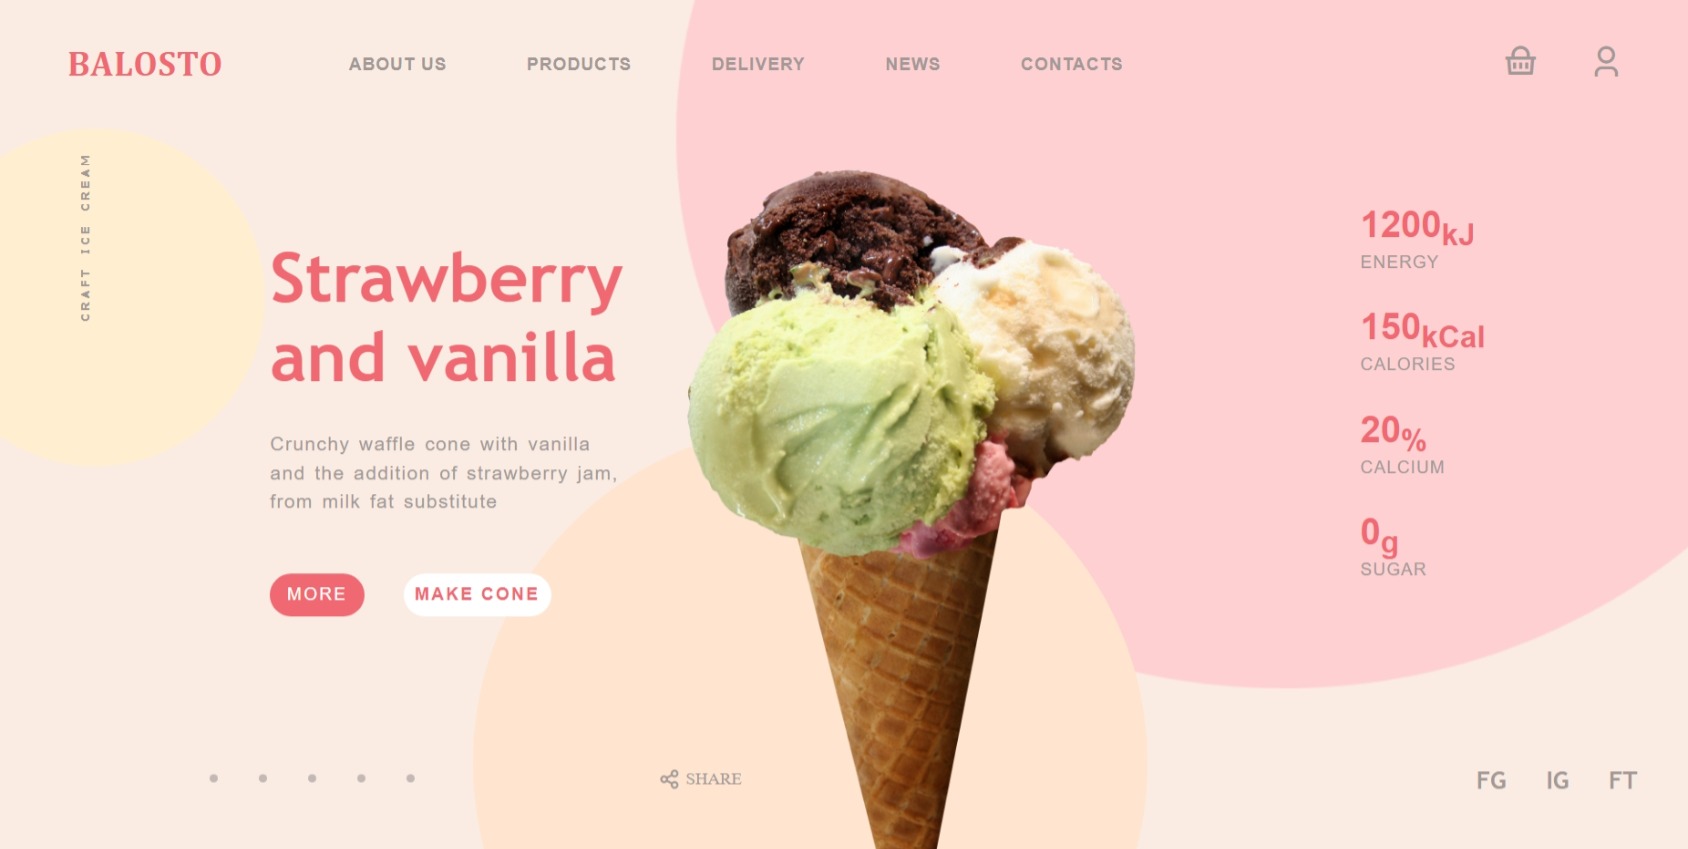 BALOSTO
ABOUT US
PRODUCTS
DELIVERY
NEWS
CONTACTS
CRAFT ICE CREAM
Strawberry
and vanilla
Crunchy waffle cone with vanilla
and the addition of strawberry jam,
from milk fat substitute
MORE
MAKE CONE
1200kJ
ENERGY
150kCal
CALORIES
20%
CALCIUM
0g
SUGAR
SHARE
FG
IG
FT